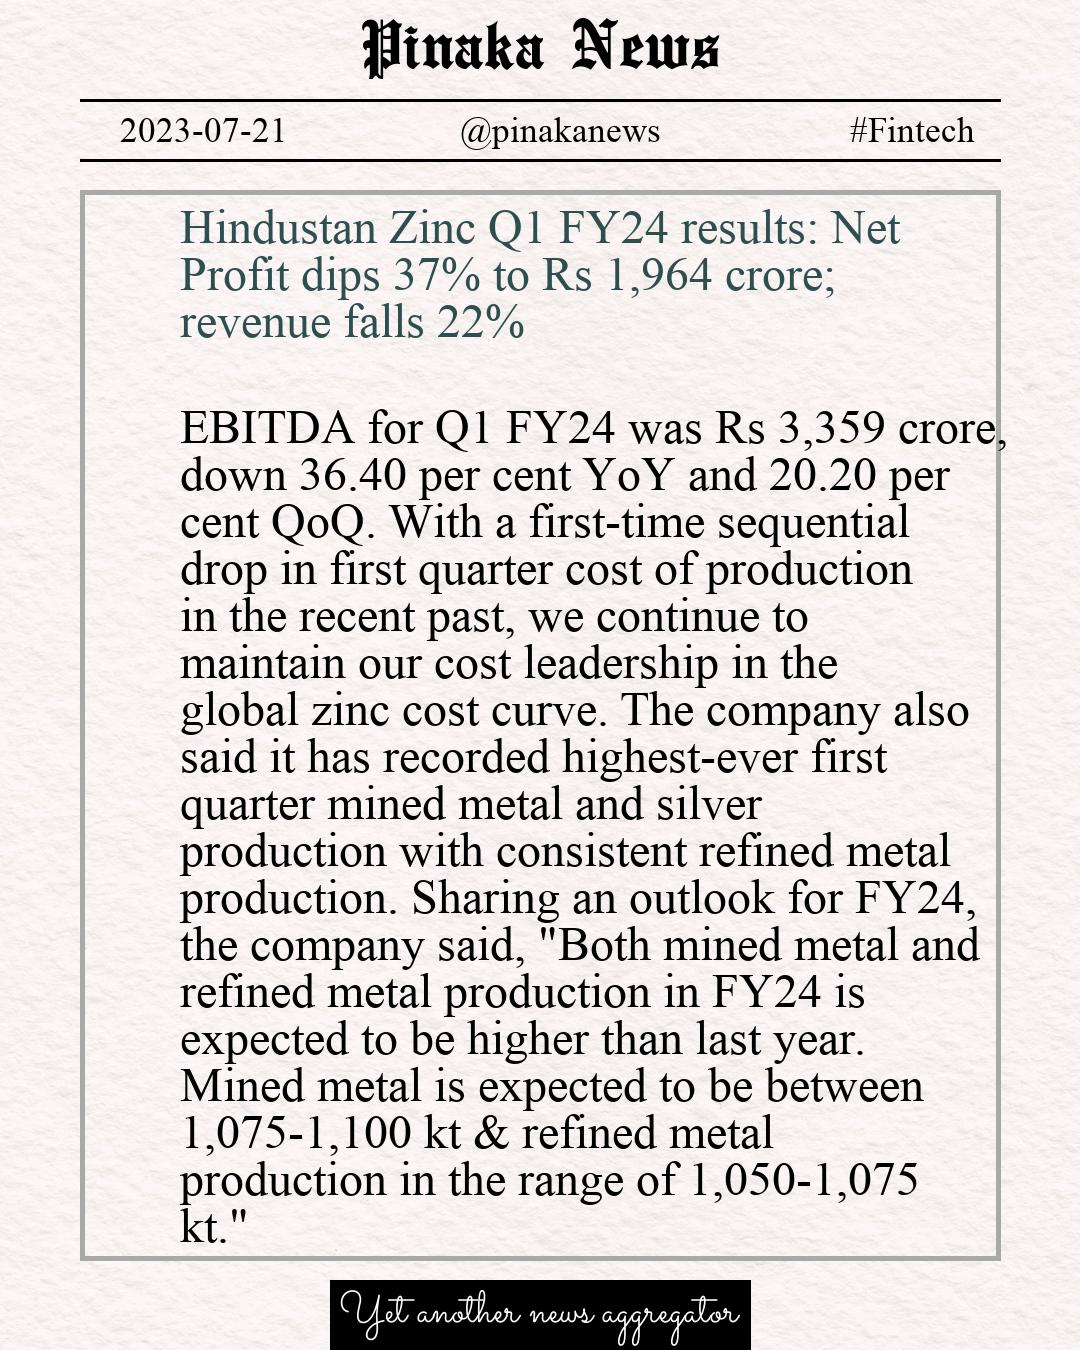 Pinaka News
2023-07-21 @pinakanews #Fintech
Hindustan Zinc Q1 FY24 results: Net
Profit dips 37% to Rs 1,964 crore;
revenue falls 22%
EBITDA for Q1 FY24 was Rs 3,359 crore,
down 36.40 per cent YoY and 20.20 per
cent QoQ. With a first-time sequential
drop in first quarter cost of production
in the recent past, we continue to
maintain our cost leadership in the
global zinc cost curve. The company also
said it has recorded highest-ever first
quarter mined metal and silver
production with consistent refined metal
production. Sharing an outlook for FY24,
the company said, "Both mined metal and
refined metal production in FY24 is
expected to be higher than last year.
Mined metal is expected to be between
1,075-1,100 kt & refined metal
production in the range of 1,050-1,075
kt."
Yet another news aggregator